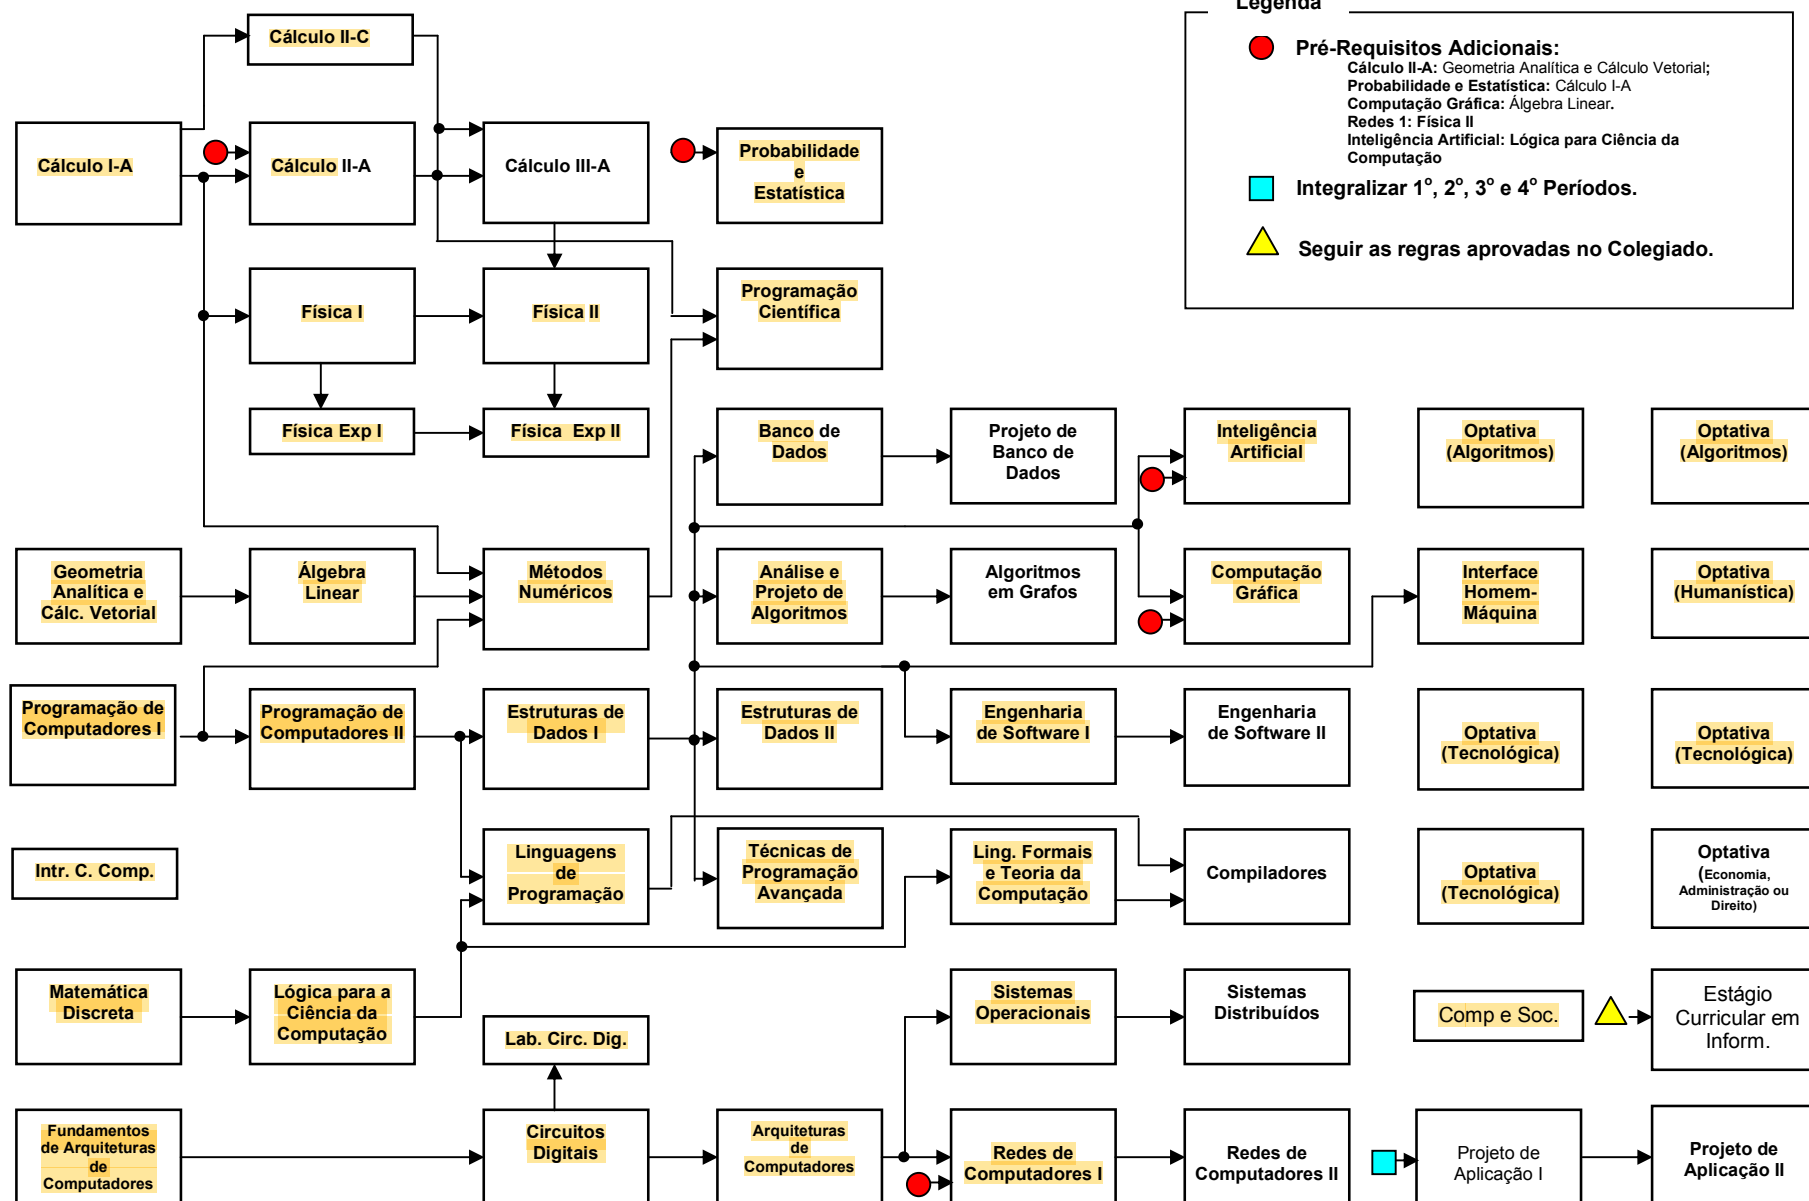 Legenda
Pré-Requisitos Adicionais:
Cálculo II-A: Geometria Analítica e Cálculo Vetorial;
Probabilidade e Estatística: Cálculo I-A
Computação Gráfica: Álgebra Linear.
Redes 1: Física II
Inteligência Artificial: Lógica para Ciência da
Computação
Integralizar 1º, 2º, 3º e 4º Períodos.
Seguir as regras aprovadas no Colegiado.
Cálculo II-C
Cálculo I-A
Cálculo II-A
Cálculo III-A
Probabilidade
e
Estatística
Física I
Física II
Programação
Científica
Física Exp I
Física Exp II
Banco de
Dados
Projeto de
Banco de
Dados
Inteligência
Artificial
Optativa
(Algoritmos)
Optativa
(Algoritmos)
Geometria
Analítica e
Cálc. Vetorial
Álgebra
Linear
Métodos
Numéricos
Análise e
Projeto de
Algoritmos
Algoritmos
em Grafos
Computação
Gráfica
Interface
Homem-
Máquina
Optativa
(Humanística)
Programação de
Computadores I
Programação de
Computadores II
Estruturas de
Dados I
Estruturas de
Dados II
Engenharia
de Software I
Engenharia
de Software II
Optativa
(Tecnológica)
Optativa
(Tecnológica)
Intr. C. Comp.
Linguagens
de
Programação
Técnicas de
Programação
Avançada
Ling. Formais
e Teoria da
Computação
Compiladores
Optativa
(Tecnológica)
Optativa
(Economia,
Administração ou
Direito)
Matemática
Discreta
Lógica para a
Ciência da
Computação
Lab. Circ. Dig.
Sistemas
Operacionais
Sistemas
Distribuídos
Comp e Soc.
Estágio
Curricular em
Inform.
Fundamentos
de Arquiteturas
de
Computadores
Circuitos
Digitais
Arquiteturas
de
Computadores
Redes de
Computadores I
Redes de
Computadores II
Projeto de
Aplicação I
Projeto de
Aplicação II